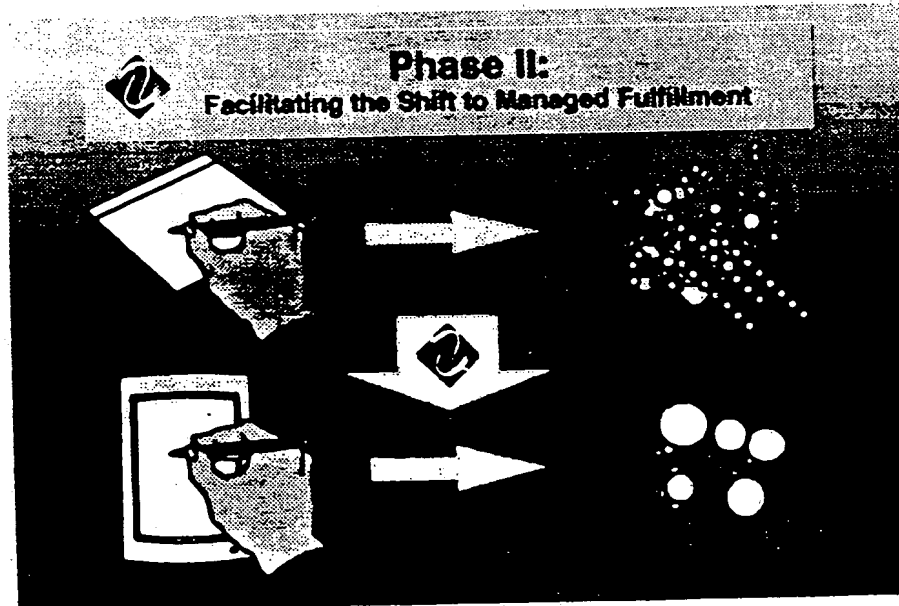 Phase II:
Facilitating the Shift to Managed Fulfillment